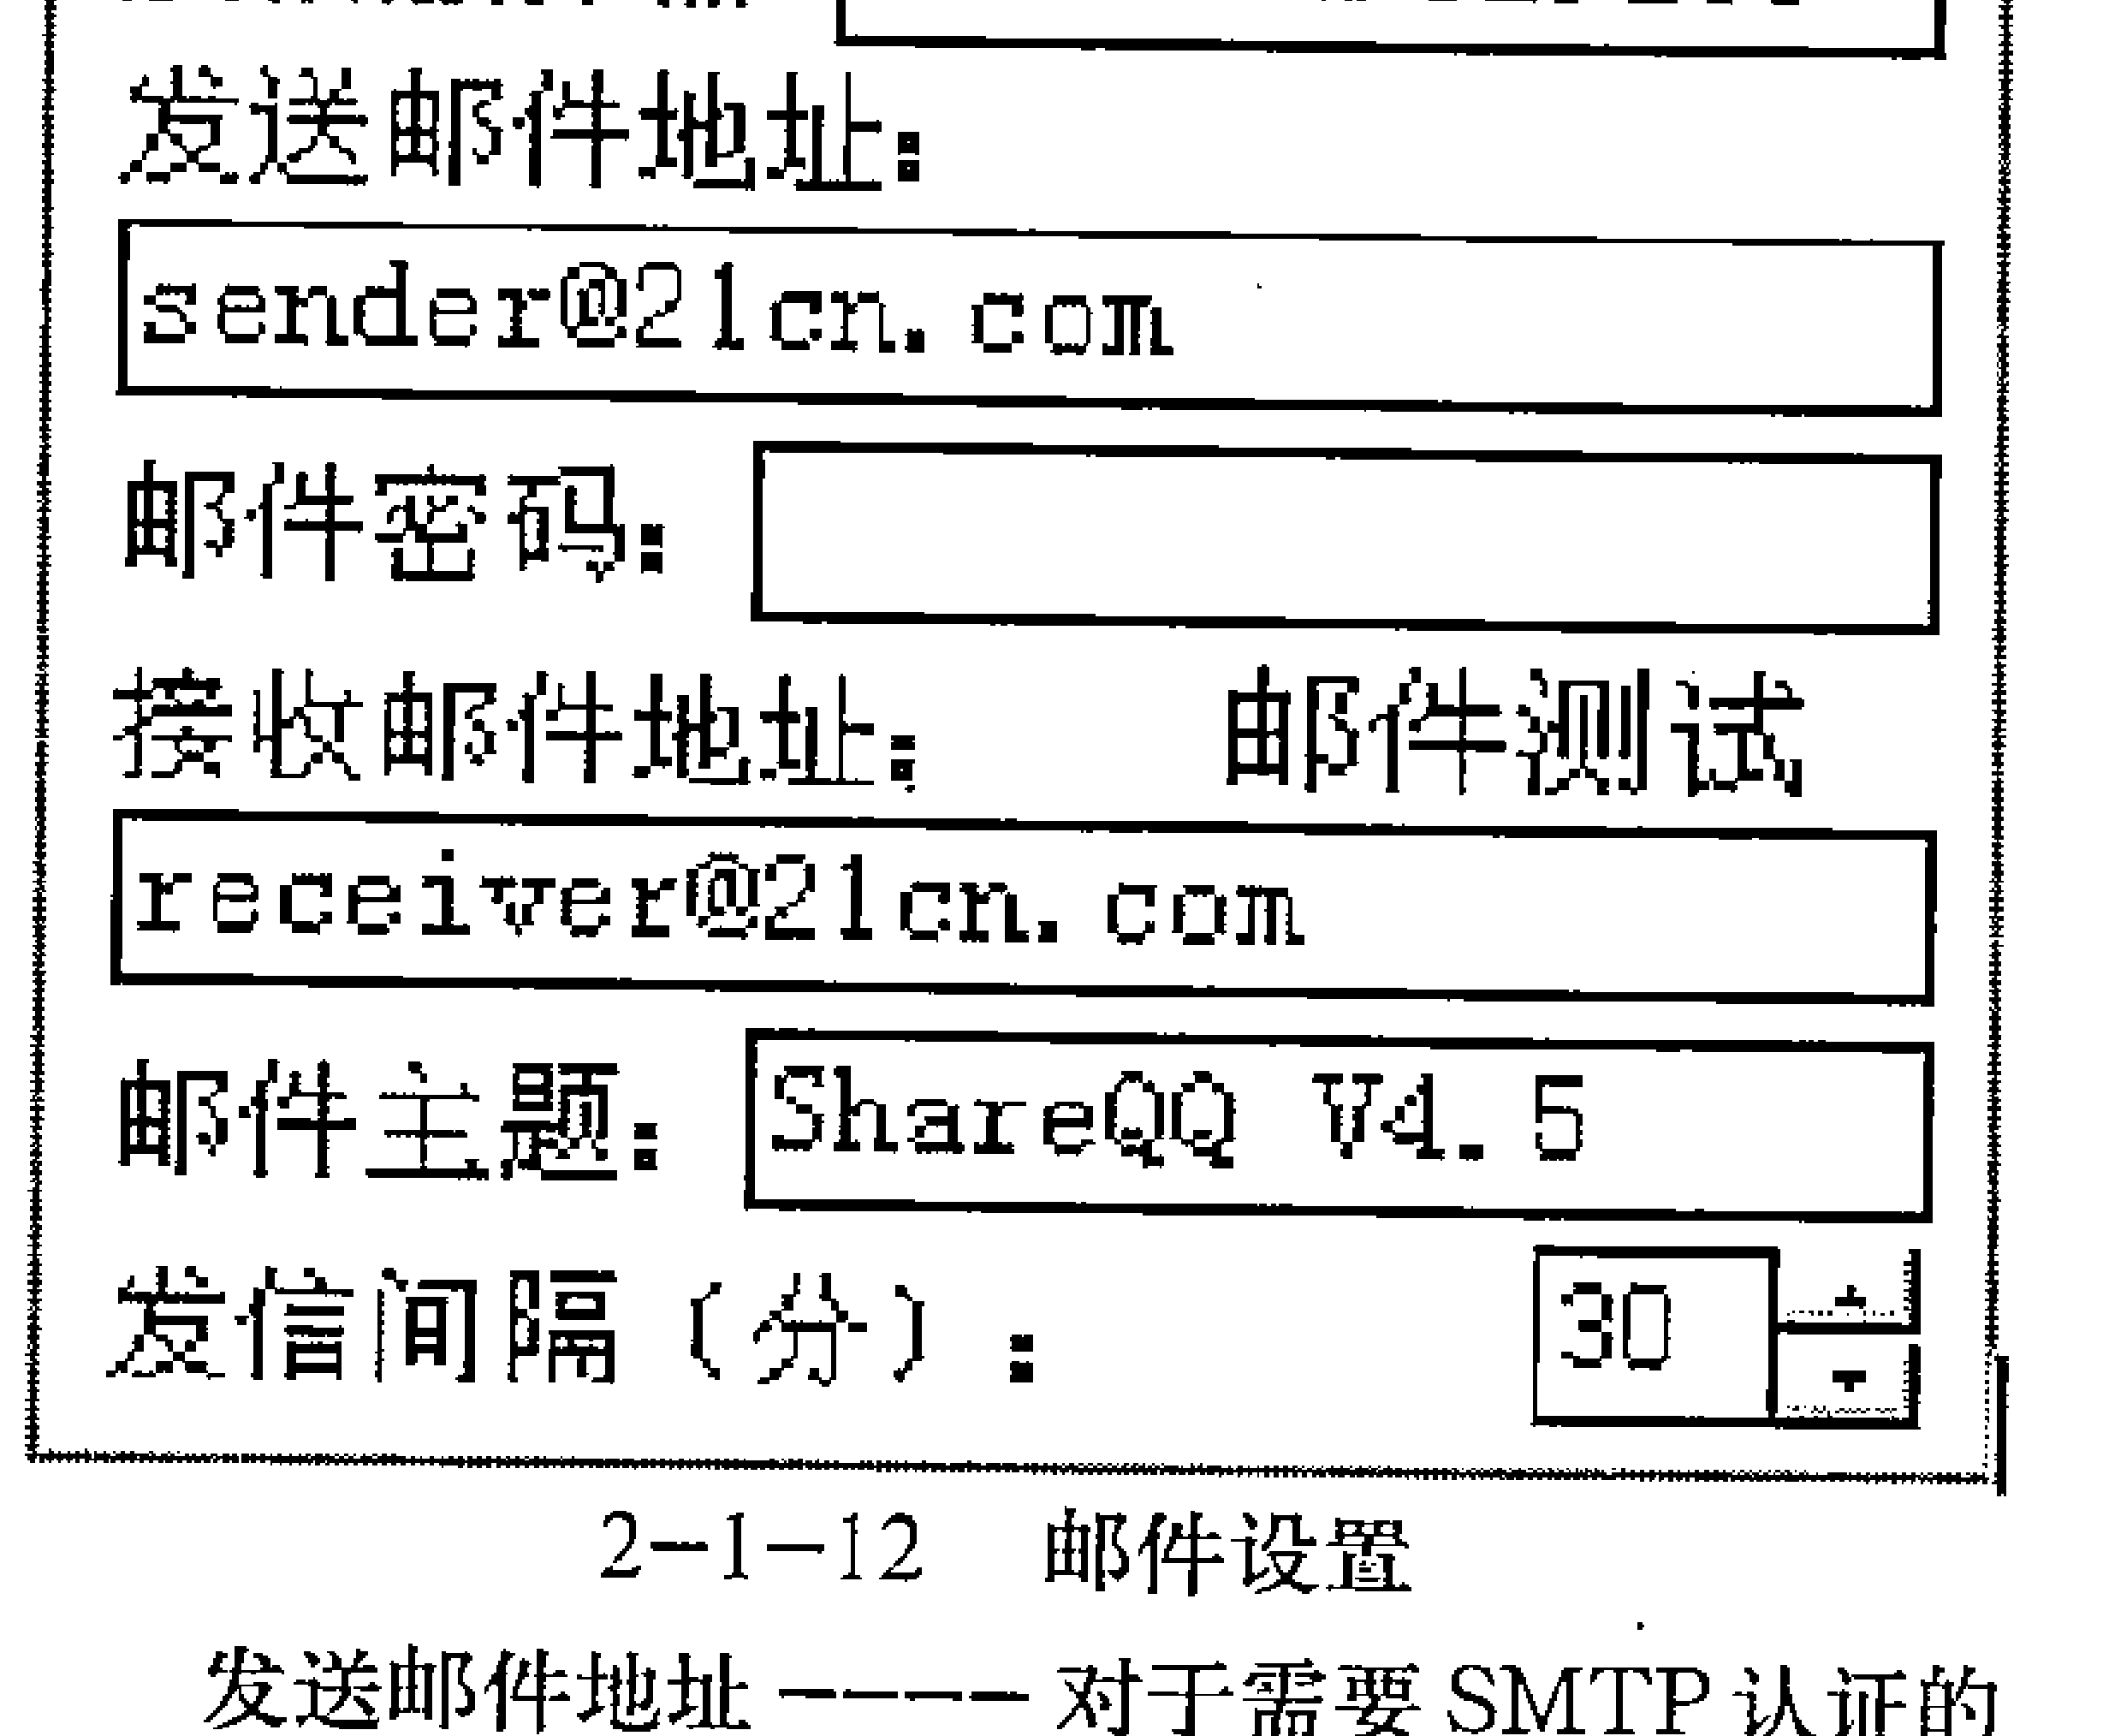 发送邮件地址:
sender@21cn.com
邮件密码:
接收邮件地址: 邮件测试
receiver@21cn.com
邮件主题: ShareQQ V4.5
发信间隔(分): 30
2-1-12 邮件设置
发送邮件地址 ---- 对于需要 SMTP 认证的